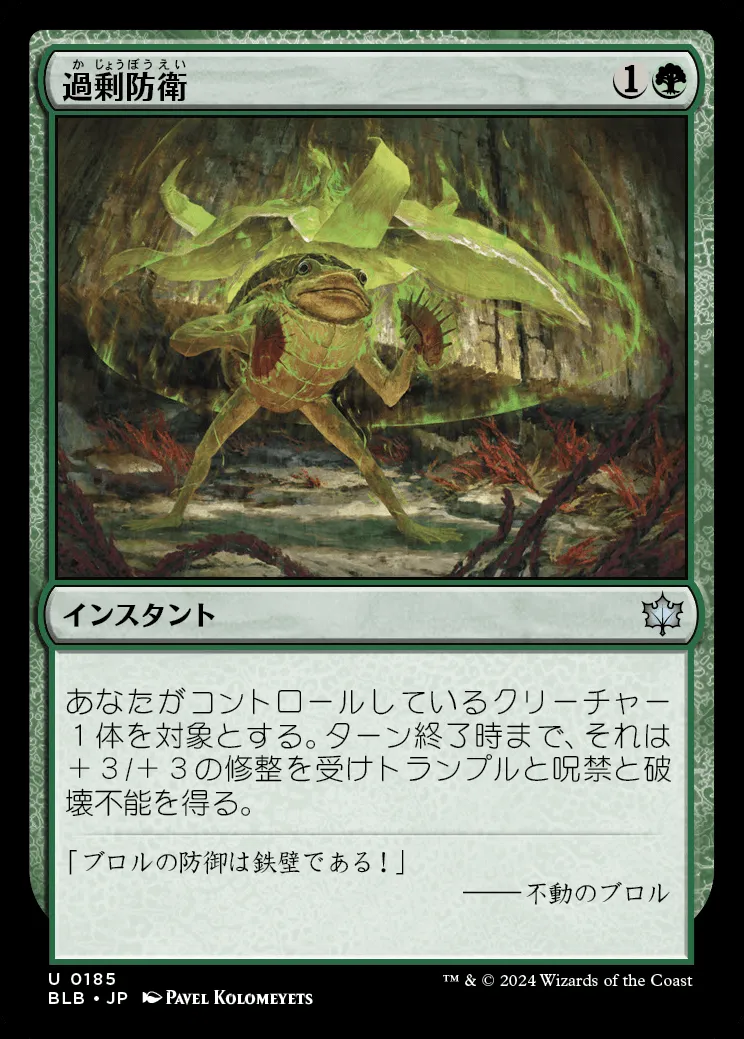 かじょうぼうえい
過剰防衛 1
インスタント
あなたがコントロールしているクリーチャー
1体を対象とする。ターン終了時まで、それは
+3/+3の修整を受けトランプルと呪禁と破
壊不能を得る。
「ブロルの防御は鉄壁である!」
――不動のブロル
U 0185
BLB • JP PAVEL KOLOMEYETS
™ & © 2024 Wizards of the Coast